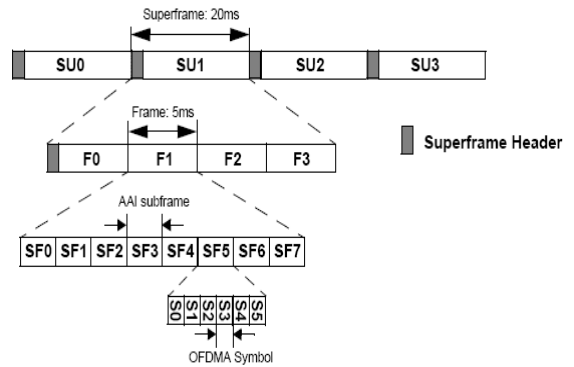 Superframe: 20ms
SU0 SU1 SU2 SU3
Frame: 5ms
F0 F1 F2 F3
Superframe Header
AAI subframe
SF0 SF1 SF2 SF3 SF4 SF5 SF6 SF7
S0 S1 S2 S3 S4 S5
OFDMA Symbol